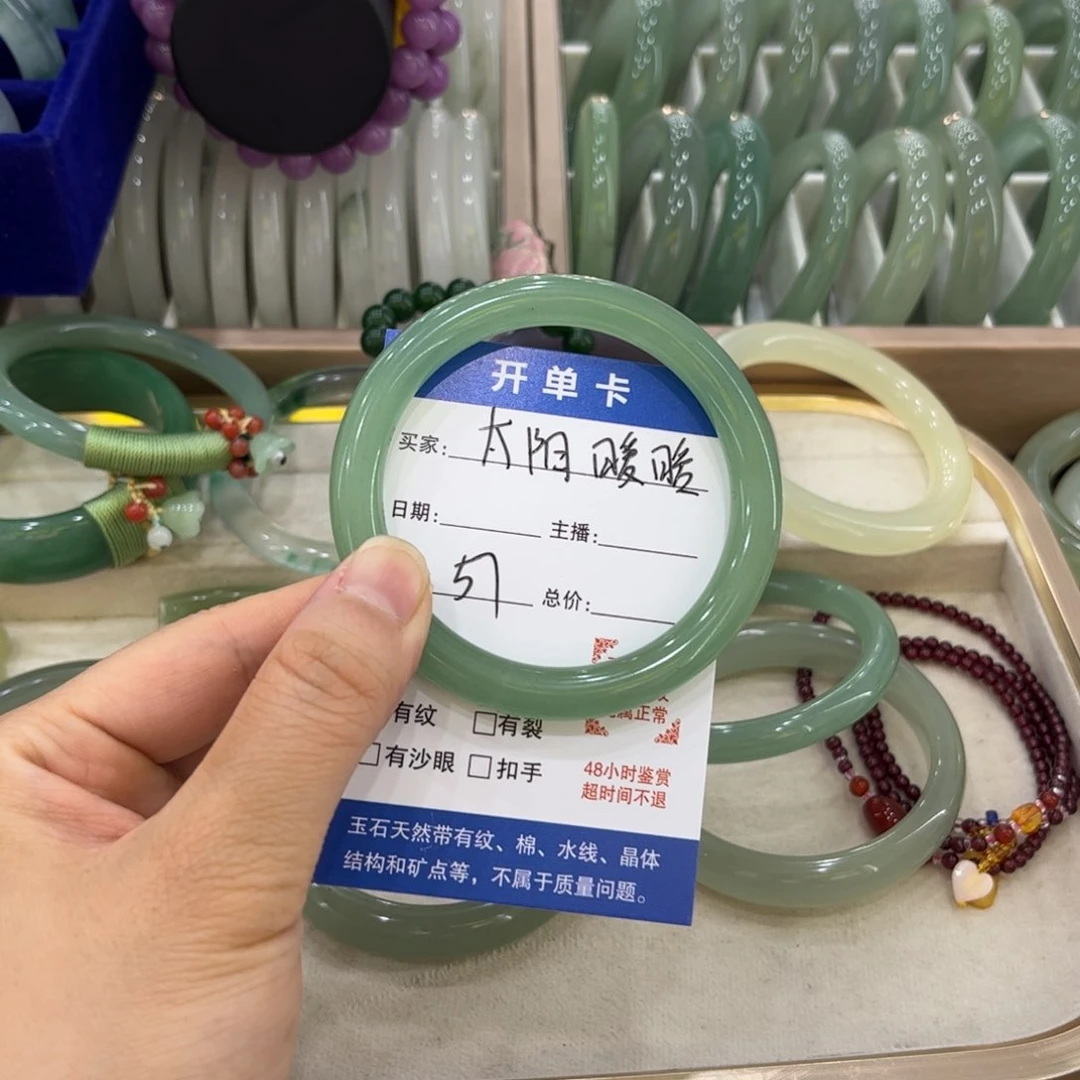 开单卡
买家: 太阳暖暖
日期: 主播:
57 总价:
属正常
有纹 □有裂
□有沙眼 □扣手
48小时鉴赏
超时间不退
玉石天然带有纹、棉、水线、晶体
结构和矿点等，不属于质量问题。